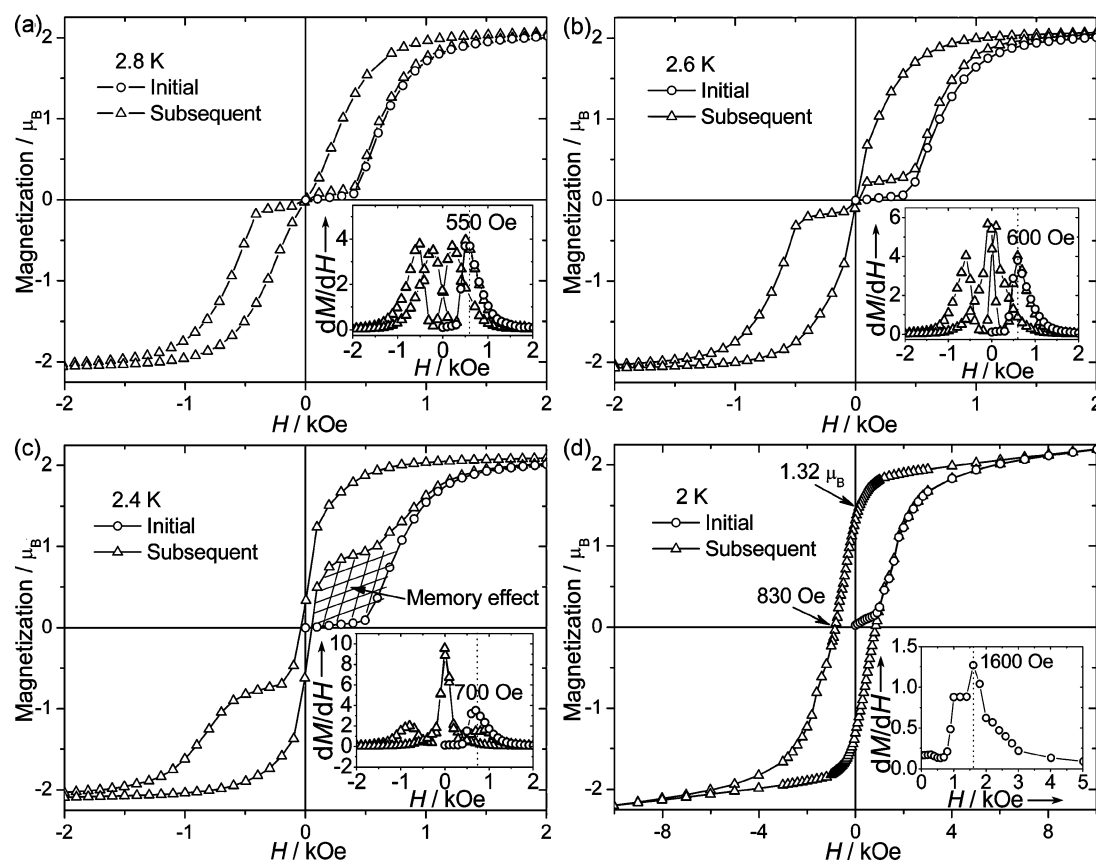 (a)
2.8 K
Initial
Subsequent
Magnetization / μB
2
1
0
-1
-2
-2
-1
0
1
2
H / kOe
550 Oe
dM/dH
4
2
0
-2
-1
0
1
2
H / kOe
(b)
2.6 K
Initial
Subsequent
Magnetization / μB
2
1
0
-1
-2
-2
-1
0
1
2
H / kOe
600 Oe
dM/dH
6
4
2
0
-2
-1
0
1
2
H / kOe
(c)
2.4 K
Initial
Subsequent
Memory effect
Magnetization / μB
2
1
0
-1
-2
-2
-1
0
1
2
H / kOe
700 Oe
dM/dH
10
8
6
4
2
0
-2
-2
-1
0
1
2
H / kOe
(d)
1.32 μB
2 K
Initial
Subsequent
830 Oe
Magnetization / μB
2
1
0
-1
-2
-8
-4
0
4
8
H / kOe
1600 Oe
dM/dH
1.5
1.0
0.5
0.0
0
1
2
3
4
5
H / kOe